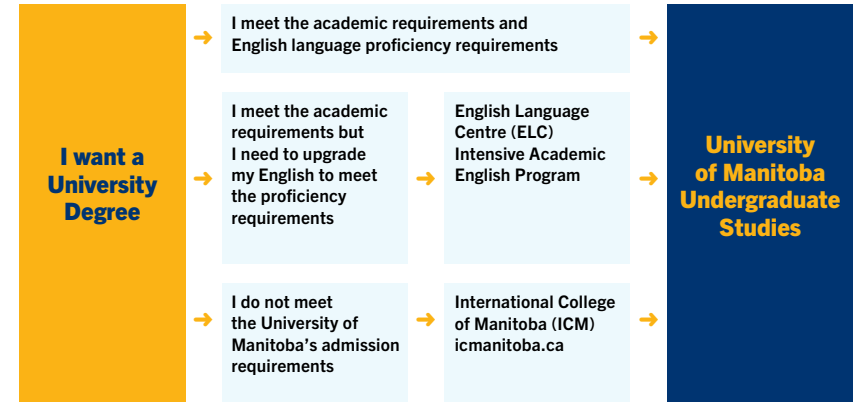 I want a
University
Degree
I meet the academic requirements and
English language proficiency requirements
I meet the academic
requirements but
I need to upgrade
my English to meet
the proficiency
requirements
English Language
Centre (ELC)
Intensive Academic
English Program
I do not meet
the University of
Manitoba's admission
requirements
International College
of Manitoba (ICM)
icmanitoba.ca
University
of Manitoba
Undergraduate
Studies